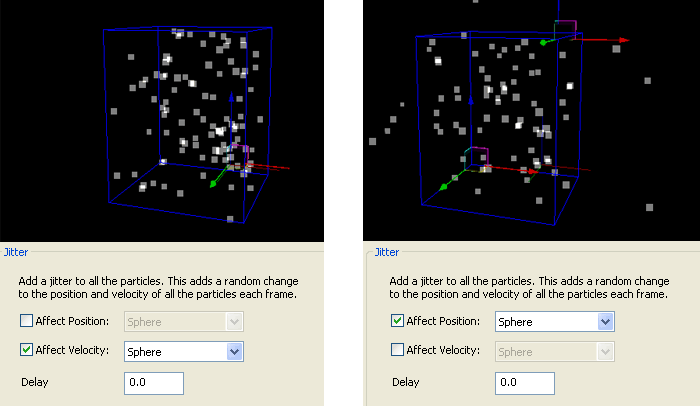 Jitter
Add a jitter to all the particles. This adds a random change
to the position and velocity of all the particles each frame.
Affect Position: Sphere
Affect Velocity: Sphere
Delay 0.0
Jitter
Add a jitter to all the particles. This adds a random change
to the position and velocity of all the particles each frame.
Affect Position: Sphere
Affect Velocity: Sphere
Delay 0.0